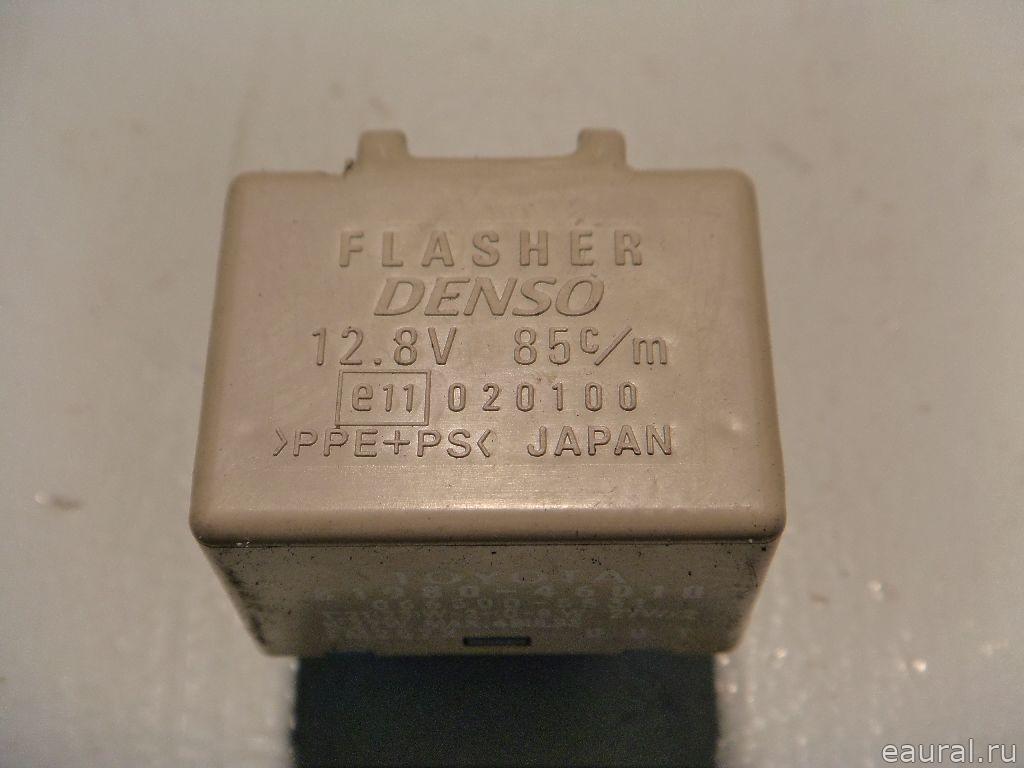 FLASHER
DENSO
12.8V 85c/m
e11 020100
>PPE+PS< JAPAN
TOYOTA
eaural.ru